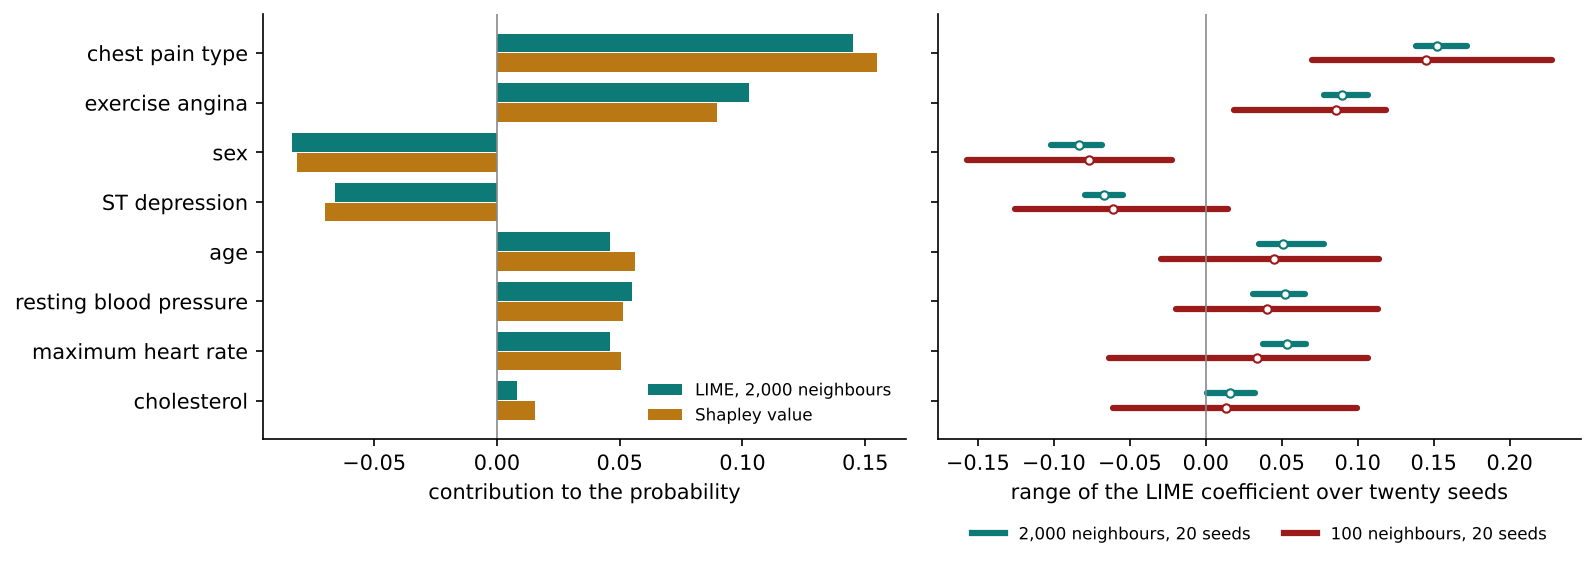 chest pain type
exercise angina
sex
ST depression
age
resting blood pressure
maximum heart rate
cholesterol
LIME, 2,000 neighbours
Shapley value
−0.05 0.00 0.05 0.10 0.15
contribution to the probability
−0.15 −0.10 −0.05 0.00 0.05 0.10 0.15 0.20
range of the LIME coefficient over twenty seeds
2,000 neighbours, 20 seeds 100 neighbours, 20 seeds